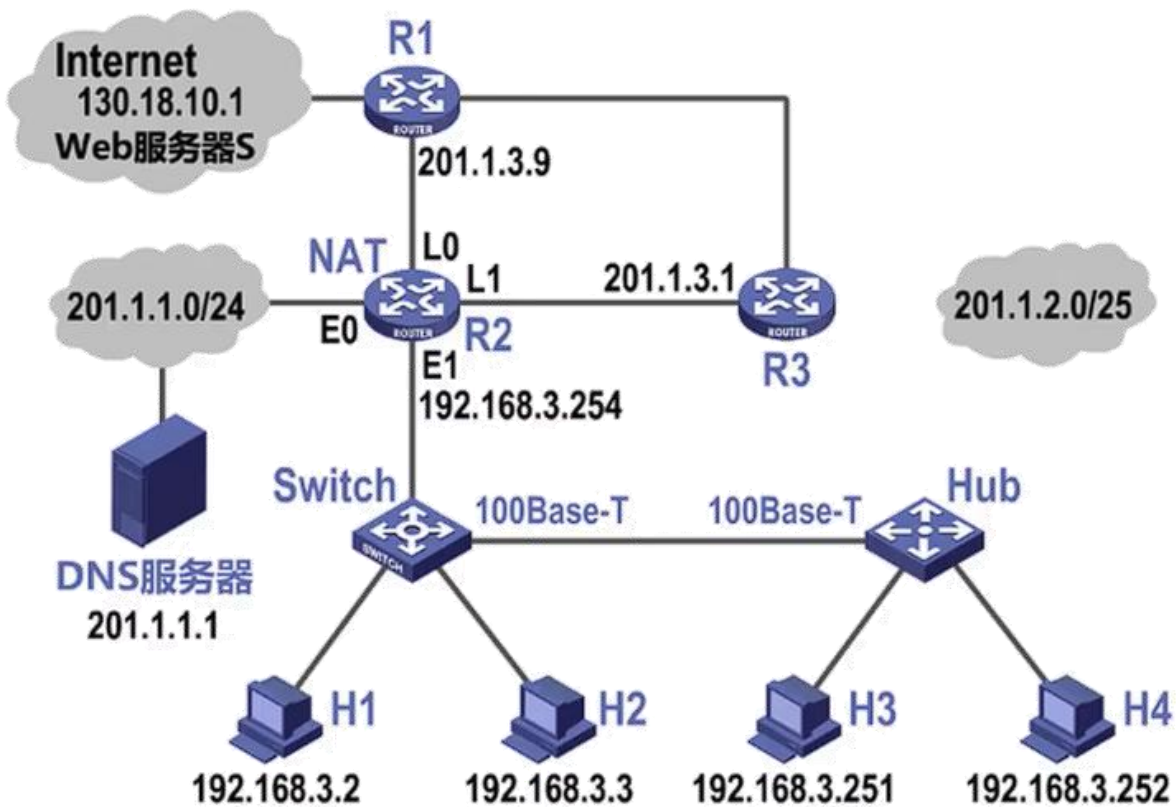 R1
Internet
130.18.10.1
Web服务器S
ROUTER
201.1.3.9
NAT
L0
L1
201.1.3.1
201.1.1.0/24
201.1.2.0/25
E0
ROUTER
R2
ROUTER
R3
E1
192.168.3.254
Switch
100Base-T
100Base-T
Hub
SWITCH
DNS服务器
201.1.1.1
H1
H2
H3
H4
192.168.3.2
192.168.3.3
192.168.3.251
192.168.3.252